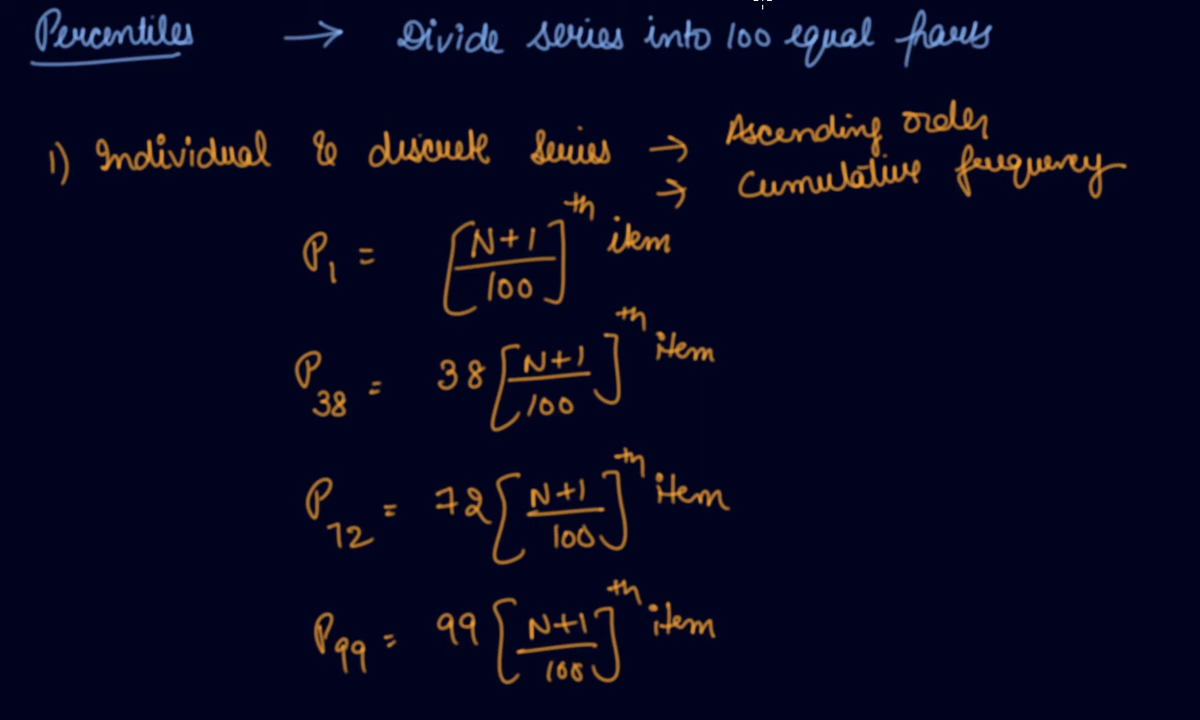 Percentiles → Divide series into 100 equal parts
1) Individual & discrete series → Ascending order
→ Cumulative frequency
P₁ = [N+1/100]ᵗʰ item
P₃₈ = 38[N+1/100]ᵗʰ item
P₇₂ = 72[N+1/100]ᵗʰ item
P₉₉ = 99[N+1/100]ᵗʰ item